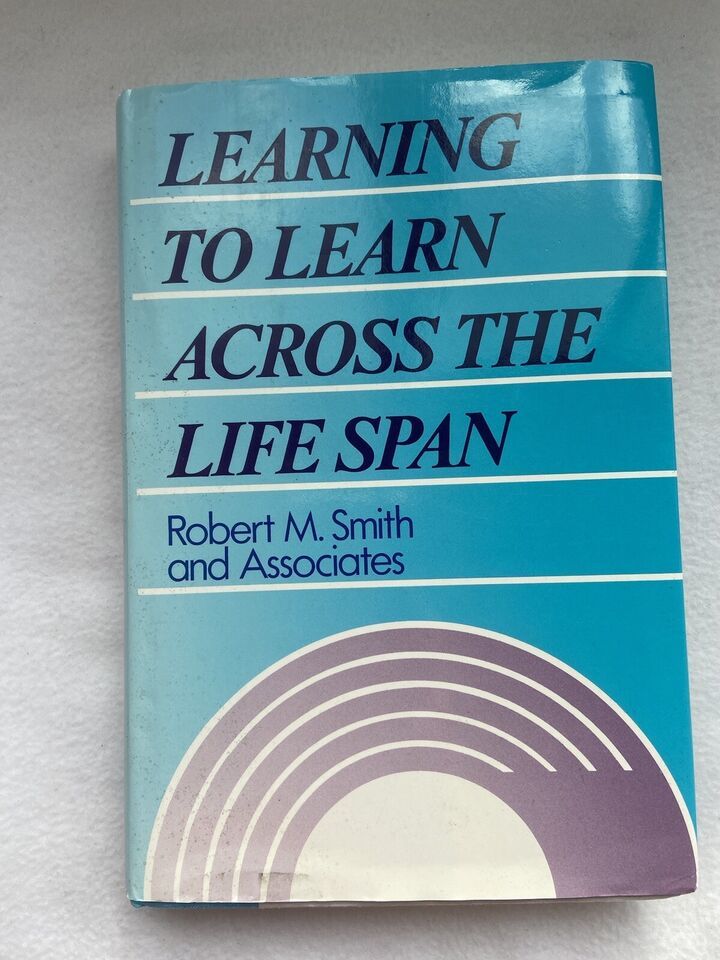 LEARNING
TO LEARN
ACROSS THE
LIFE SPAN
Robert M. Smith
and Associates